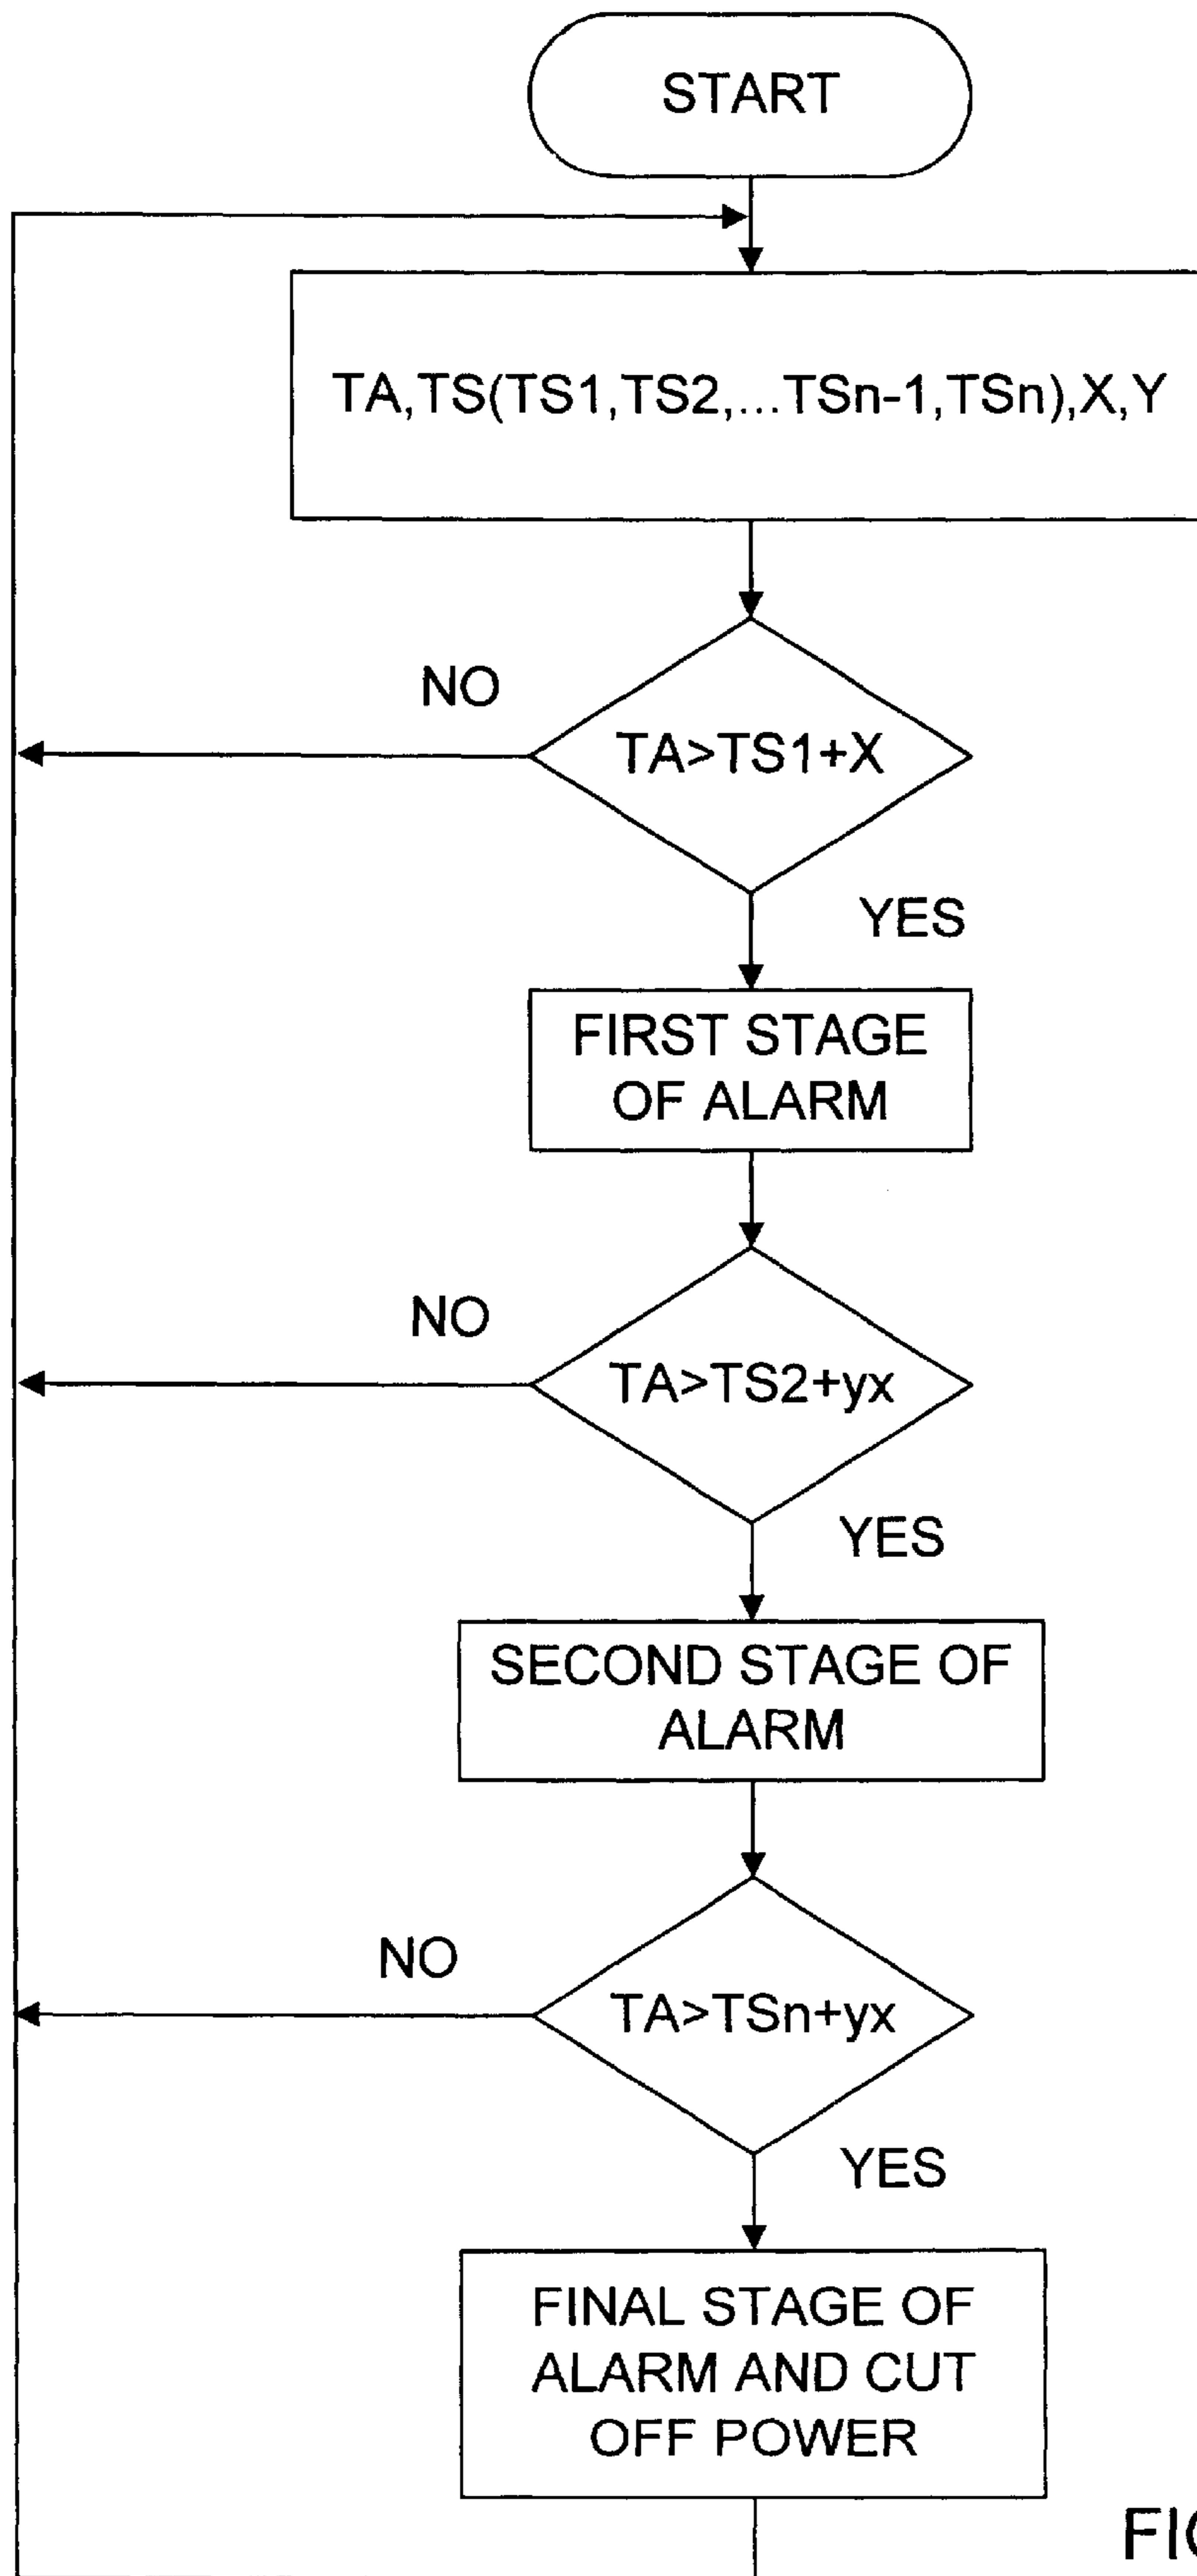 START
TA,TS(TS1,TS2,...TSn-1,TSn),X,Y
NO
TA>TS1+X
YES
FIRST STAGE
OF ALARM
NO
TA>TS2+yx
YES
SECOND STAGE OF
ALARM
NO
TA>TSn+yx
YES
FINAL STAGE OF
ALARM AND CUT
OFF POWER